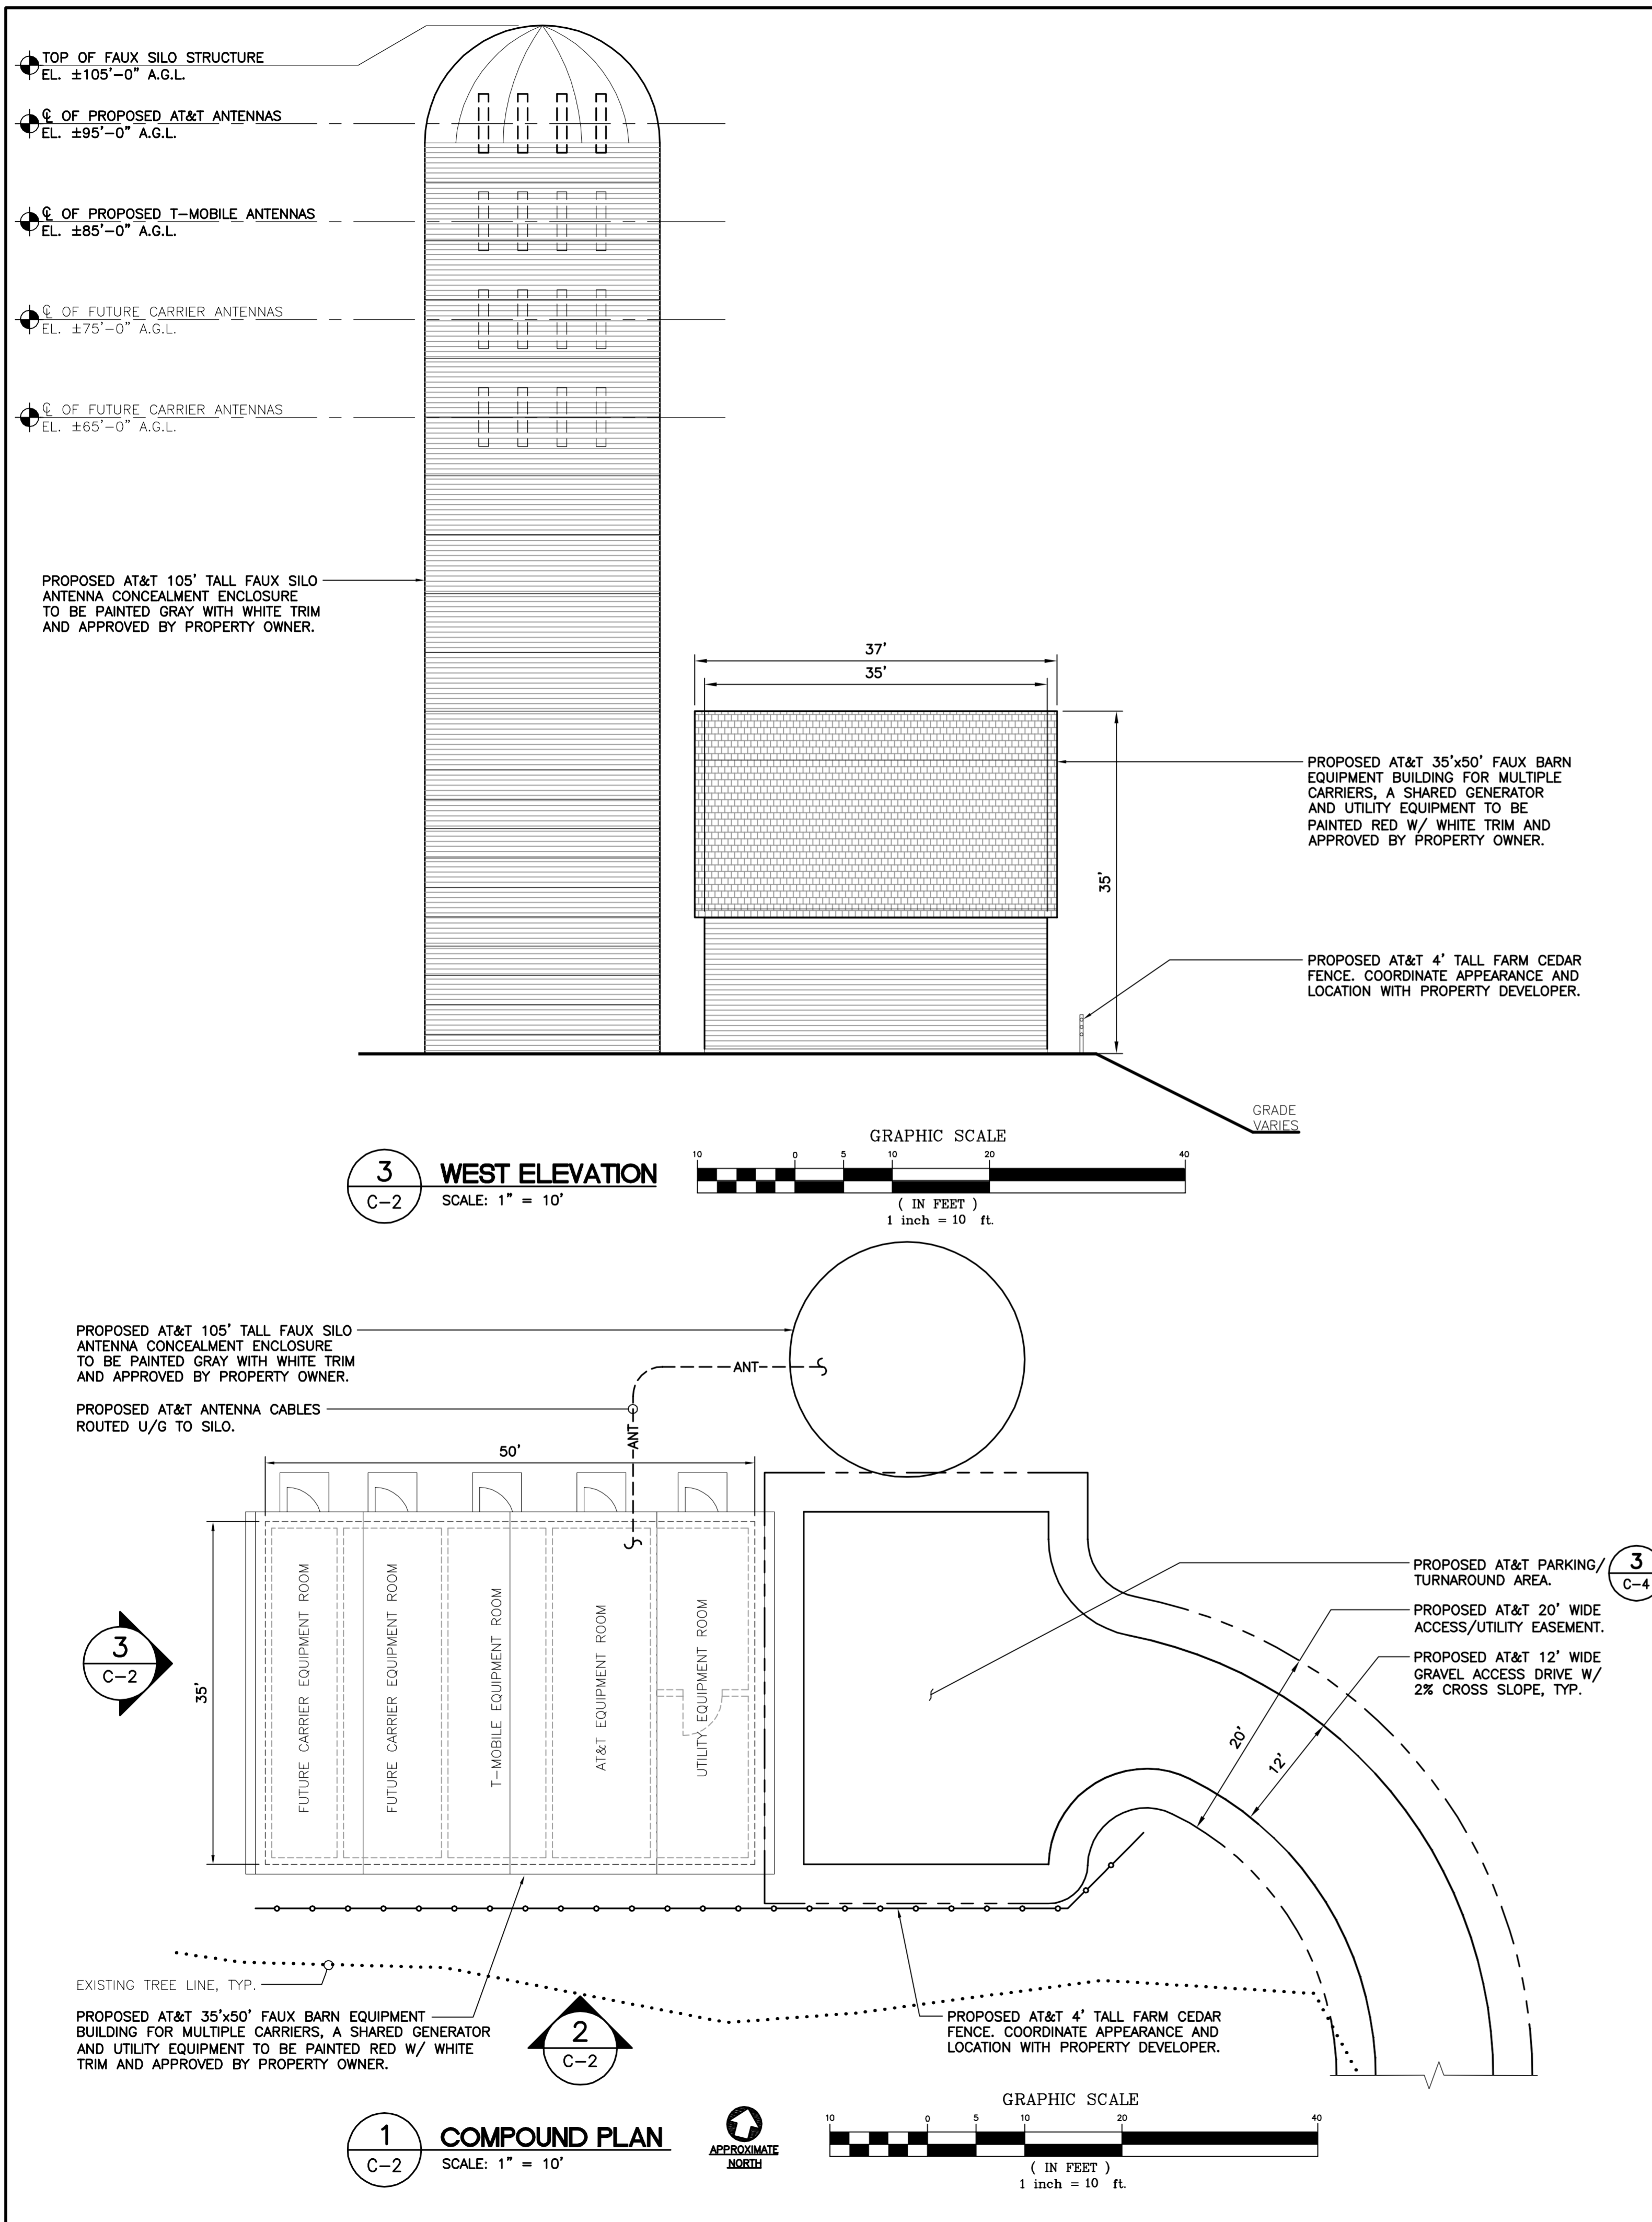 TOP OF FAUX SILO STRUCTURE
EL. ±105'-0" A.G.L.
℄ OF PROPOSED AT&T ANTENNAS
EL. ±95'-0" A.G.L.
℄ OF PROPOSED T-MOBILE ANTENNAS
EL. ±85'-0" A.G.L.
℄ OF FUTURE CARRIER ANTENNAS
EL. ±75'-0" A.G.L.
℄ OF FUTURE CARRIER ANTENNAS
EL. ±65'-0" A.G.L.
PROPOSED AT&T 105' TALL FAUX SILO
ANTENNA CONCEALMENT ENCLOSURE
TO BE PAINTED GRAY WITH WHITE TRIM
AND APPROVED BY PROPERTY OWNER.
37'
35'
PROPOSED AT&T 35'x50' FAUX BARN
EQUIPMENT BUILDING FOR MULTIPLE
CARRIERS, A SHARED GENERATOR
AND UTILITY EQUIPMENT TO BE
PAINTED RED W/ WHITE TRIM AND
APPROVED BY PROPERTY OWNER.
35'
PROPOSED AT&T 4' TALL FARM CEDAR
FENCE. COORDINATE APPEARANCE AND
LOCATION WITH PROPERTY DEVELOPER.
GRADE
VARIES
3
C-2
WEST ELEVATION
SCALE: 1" = 10'
GRAPHIC SCALE
10 0 5 10 20 40
( IN FEET )
1 inch = 10 ft.
PROPOSED AT&T 105' TALL FAUX SILO
ANTENNA CONCEALMENT ENCLOSURE
TO BE PAINTED GRAY WITH WHITE TRIM
AND APPROVED BY PROPERTY OWNER.
ANT
PROPOSED AT&T ANTENNA CABLES
ROUTED U/G TO SILO.
ANT
50'
35'
FUTURE CARRIER EQUIPMENT ROOM
FUTURE CARRIER EQUIPMENT ROOM
T-MOBILE EQUIPMENT ROOM
AT&T EQUIPMENT ROOM
UTILITY EQUIPMENT ROOM
3
C-2
PROPOSED AT&T PARKING/
TURNAROUND AREA.
3
C-4
PROPOSED AT&T 20' WIDE
ACCESS/UTILITY EASEMENT.
PROPOSED AT&T 12' WIDE
GRAVEL ACCESS DRIVE W/
2% CROSS SLOPE, TYP.
20'
12'
EXISTING TREE LINE, TYP.
PROPOSED AT&T 35'x50' FAUX BARN EQUIPMENT
BUILDING FOR MULTIPLE CARRIERS, A SHARED GENERATOR
AND UTILITY EQUIPMENT TO BE PAINTED RED W/ WHITE
TRIM AND APPROVED BY PROPERTY OWNER.
2
C-2
PROPOSED AT&T 4' TALL FARM CEDAR
FENCE. COORDINATE APPEARANCE AND
LOCATION WITH PROPERTY DEVELOPER.
1
C-2
COMPOUND PLAN
SCALE: 1" = 10'
APPROXIMATE
NORTH
GRAPHIC SCALE
10 0 5 10 20 40
( IN FEET )
1 inch = 10 ft.